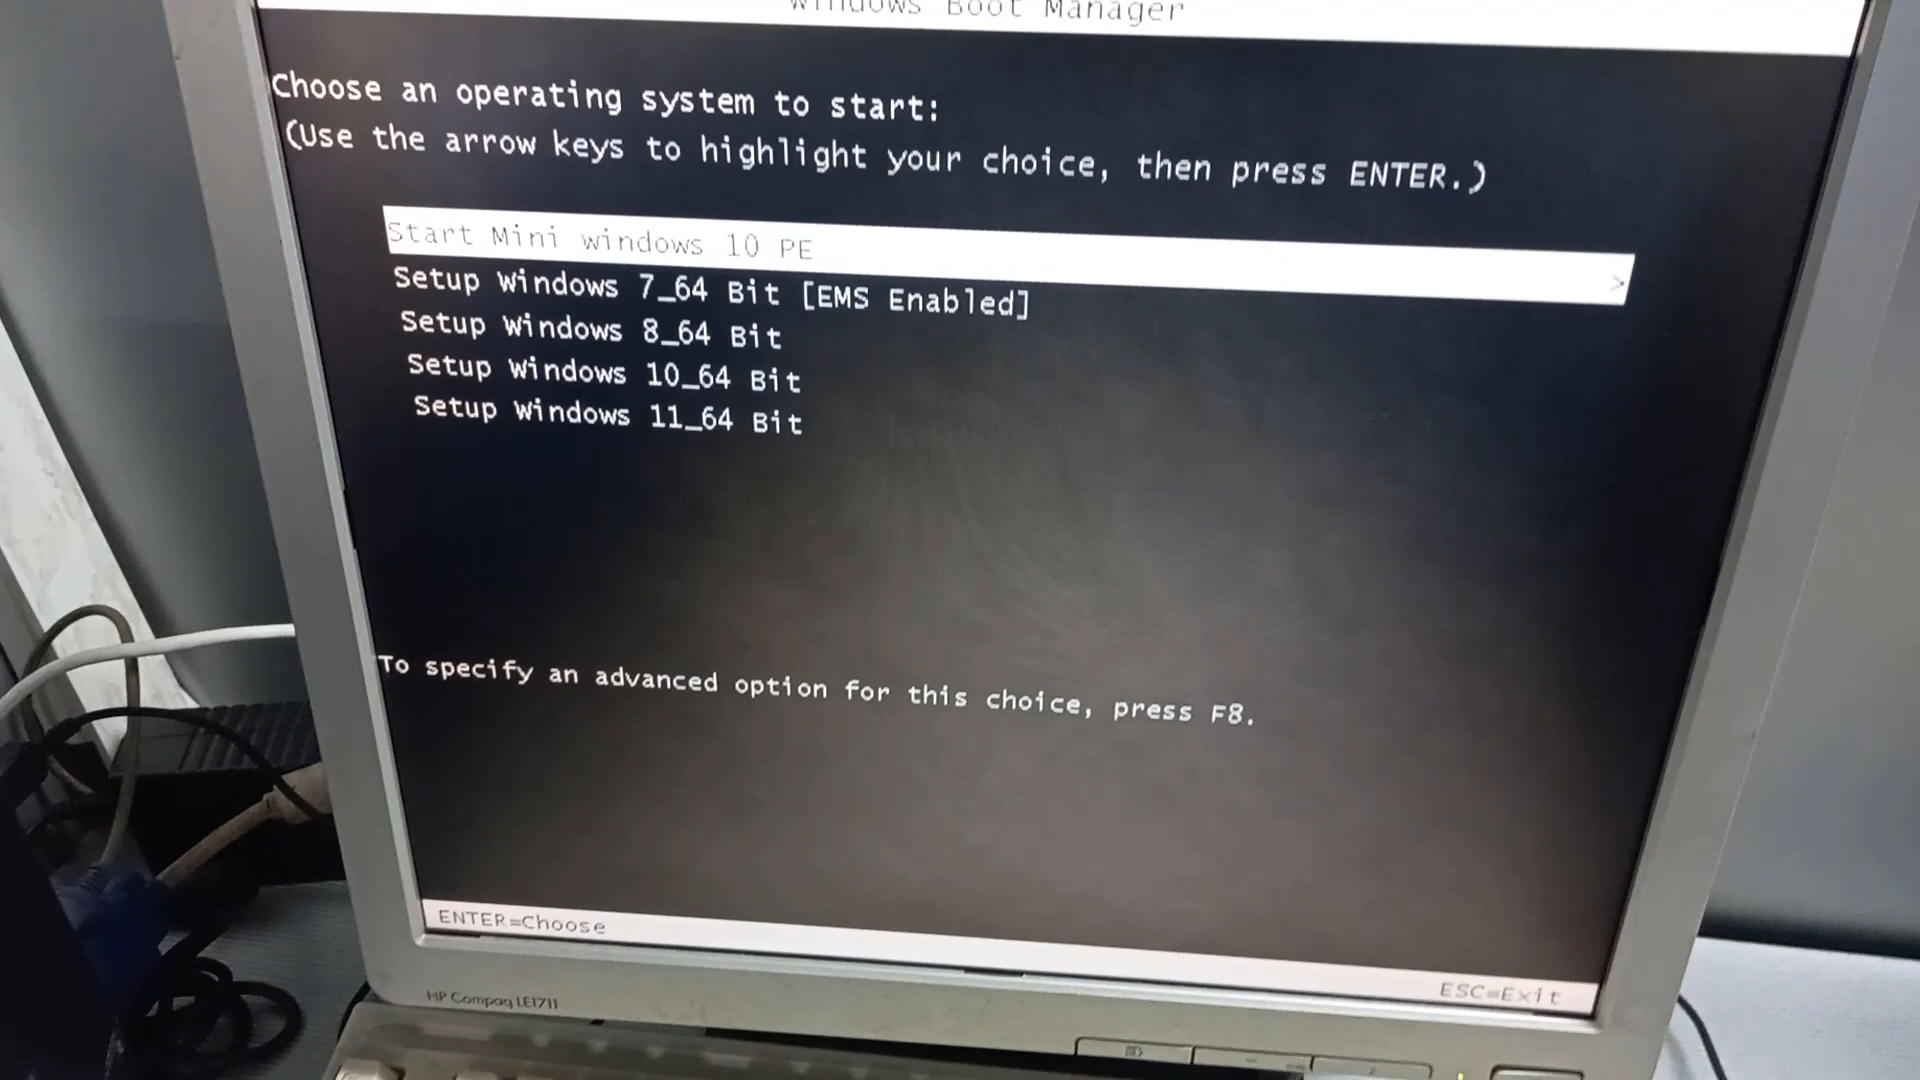 Windows Boot Manager
Choose an operating system to start:
(Use the arrow keys to highlight your choice, then press ENTER.)
Start Mini windows 10 PE >
Setup Windows 7_64 Bit [EMS Enabled]
Setup Windows 8_64 Bit
Setup Windows 10_64 Bit
Setup Windows 11_64 Bit
To specify an advanced option for this choice, press F8.
ENTER=Choose
ESC=Exit
HP Compaq LE1711